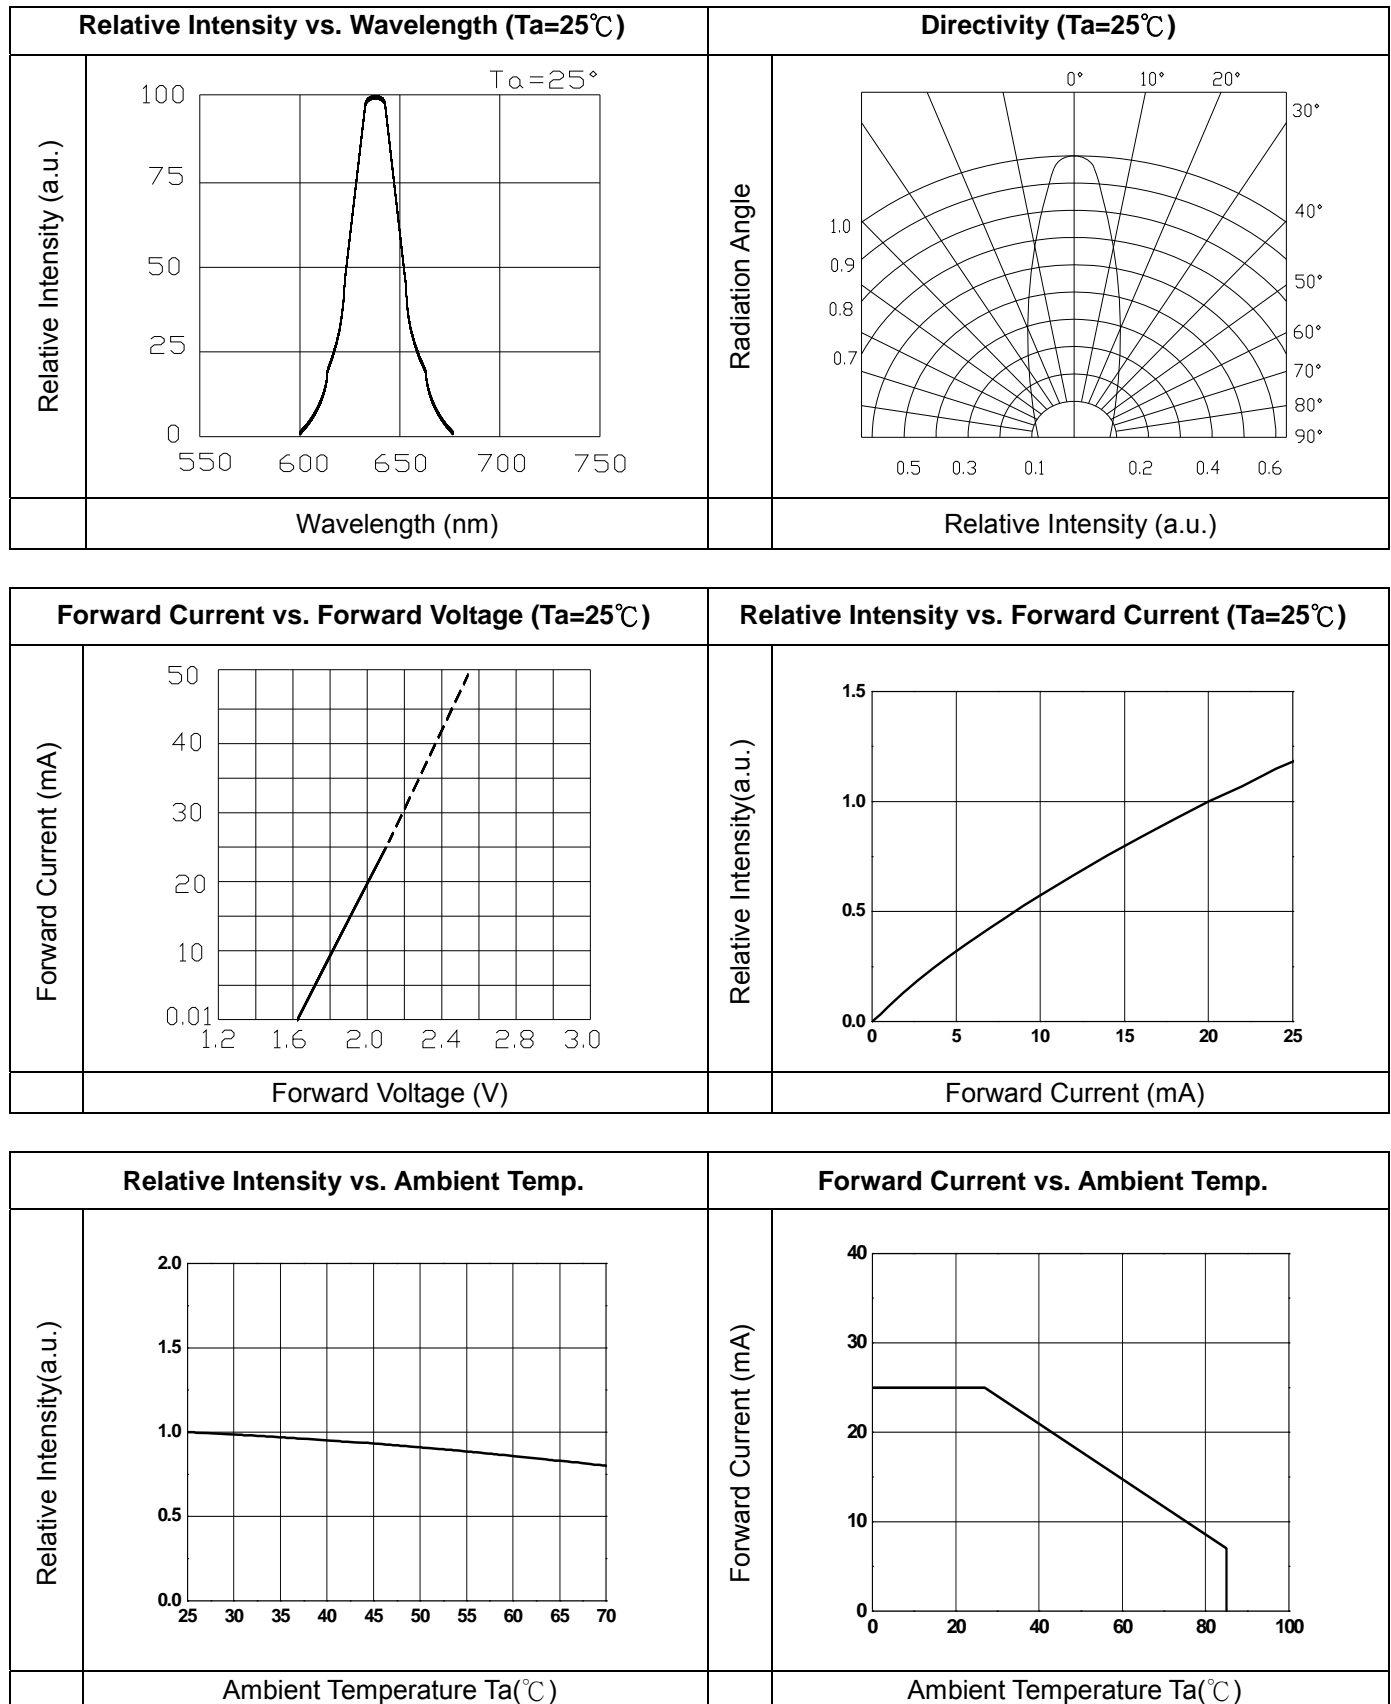 Relative Intensity vs. Wavelength (Ta=25℃)
Directivity (Ta=25℃)
Relative Intensity (a.u.)
Ta=25°
100
75
50
25
0
550 600 650 700 750
Wavelength (nm)
Radiation Angle
0° 10° 20°
30°
40°
50°
60°
70°
80°
90°
1.0
0.9
0.8
0.7
0.5 0.3 0.1 0.2 0.4 0.6
Relative Intensity (a.u.)
Forward Current vs. Forward Voltage (Ta=25℃)
Relative Intensity vs. Forward Current (Ta=25℃)
Forward Current (mA)
50
40
30
20
10
0.01
1.2 1.6 2.0 2.4 2.8 3.0
Forward Voltage (V)
Relative Intensity(a.u.)
1.5
1.0
0.5
0.0
0 5 10 15 20 25
Forward Current (mA)
Relative Intensity vs. Ambient Temp.
Forward Current vs. Ambient Temp.
Relative Intensity(a.u.)
2.0
1.5
1.0
0.5
0.0
25 30 35 40 45 50 55 60 65 70
Ambient Temperature Ta(℃)
Forward Current (mA)
40
30
20
10
0
0 20 40 60 80 100
Ambient Temperature Ta(℃)